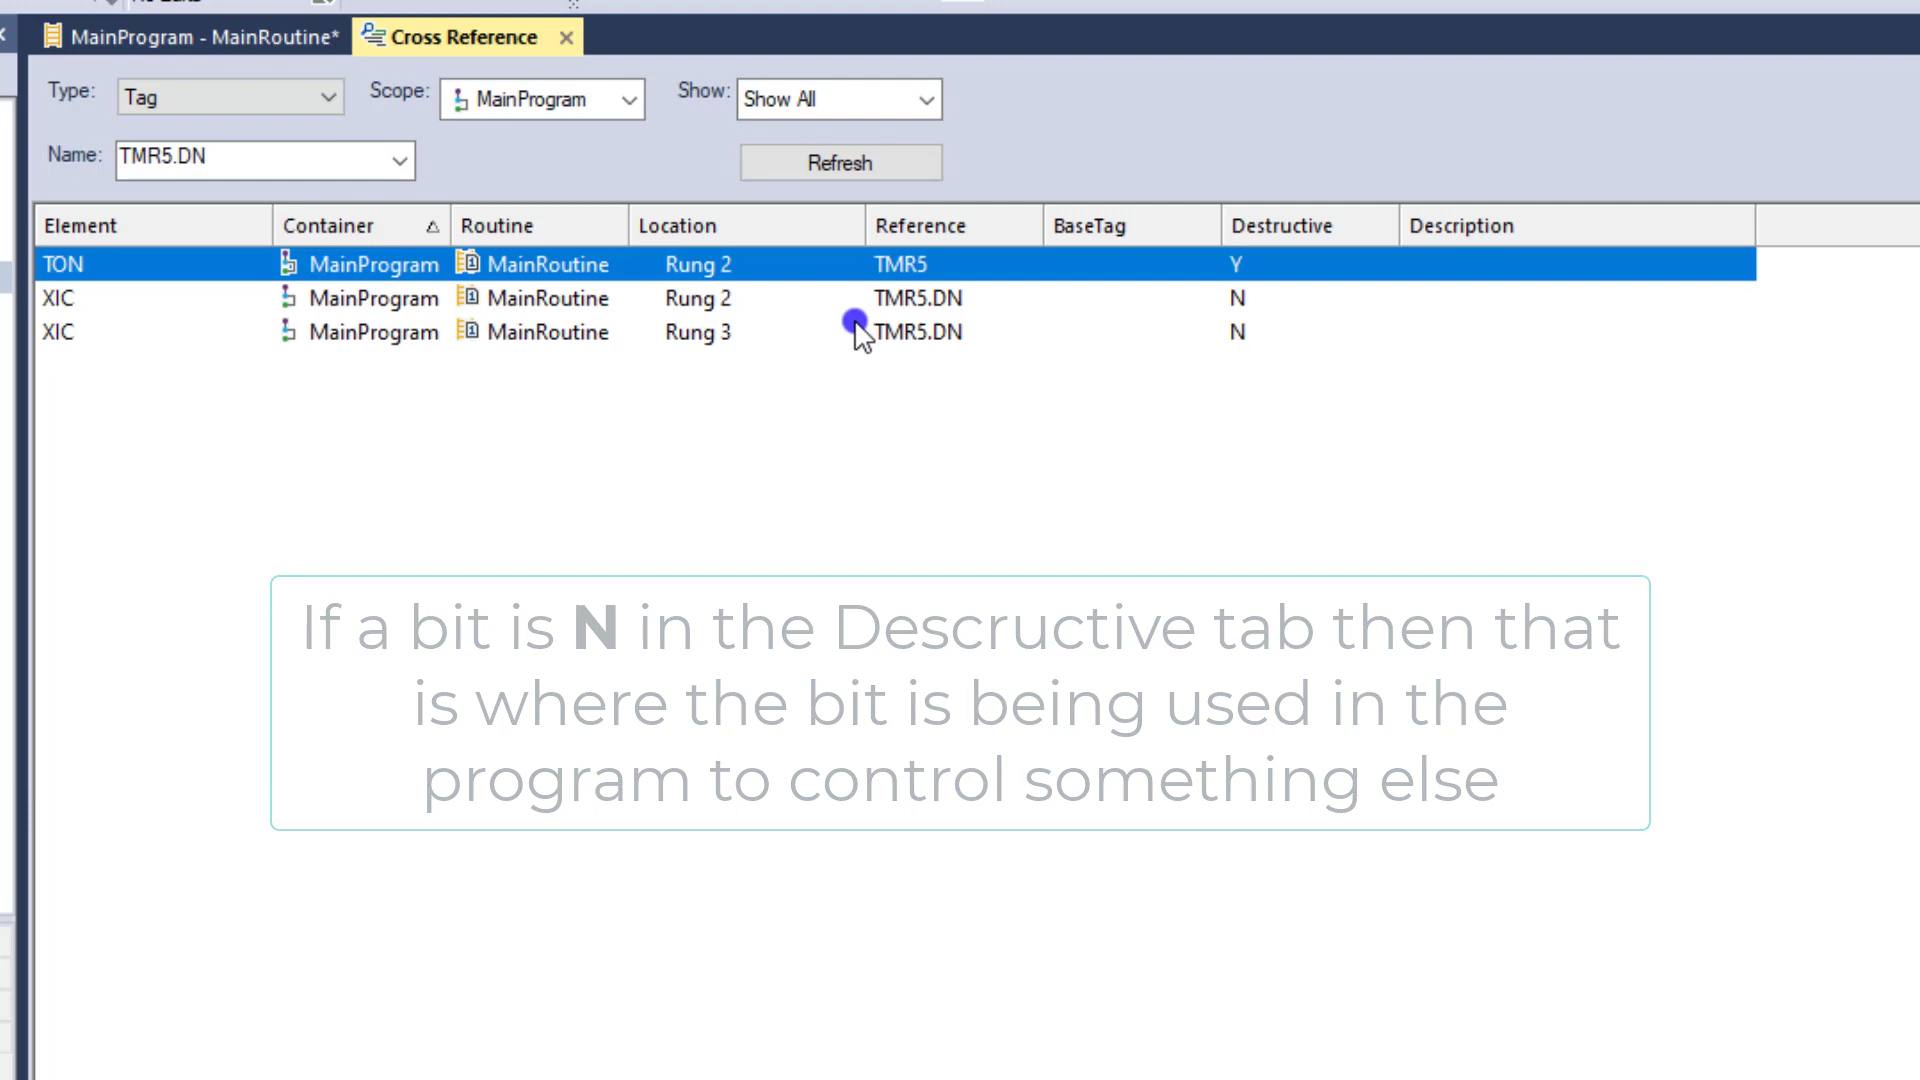 MainProgram - MainRoutine*
Cross Reference
Type: Tag Scope: MainProgram Show: Show All
Name: TMR5.DN Refresh
Element Container Routine Location Reference BaseTag Destructive Description
TON MainProgram MainRoutine Rung 2 TMR5 Y
XIC MainProgram MainRoutine Rung 2 TMR5.DN N
XIC MainProgram MainRoutine Rung 3 TMR5.DN N
If a bit is N in the Descructive tab then that
is where the bit is being used in the
program to control something else